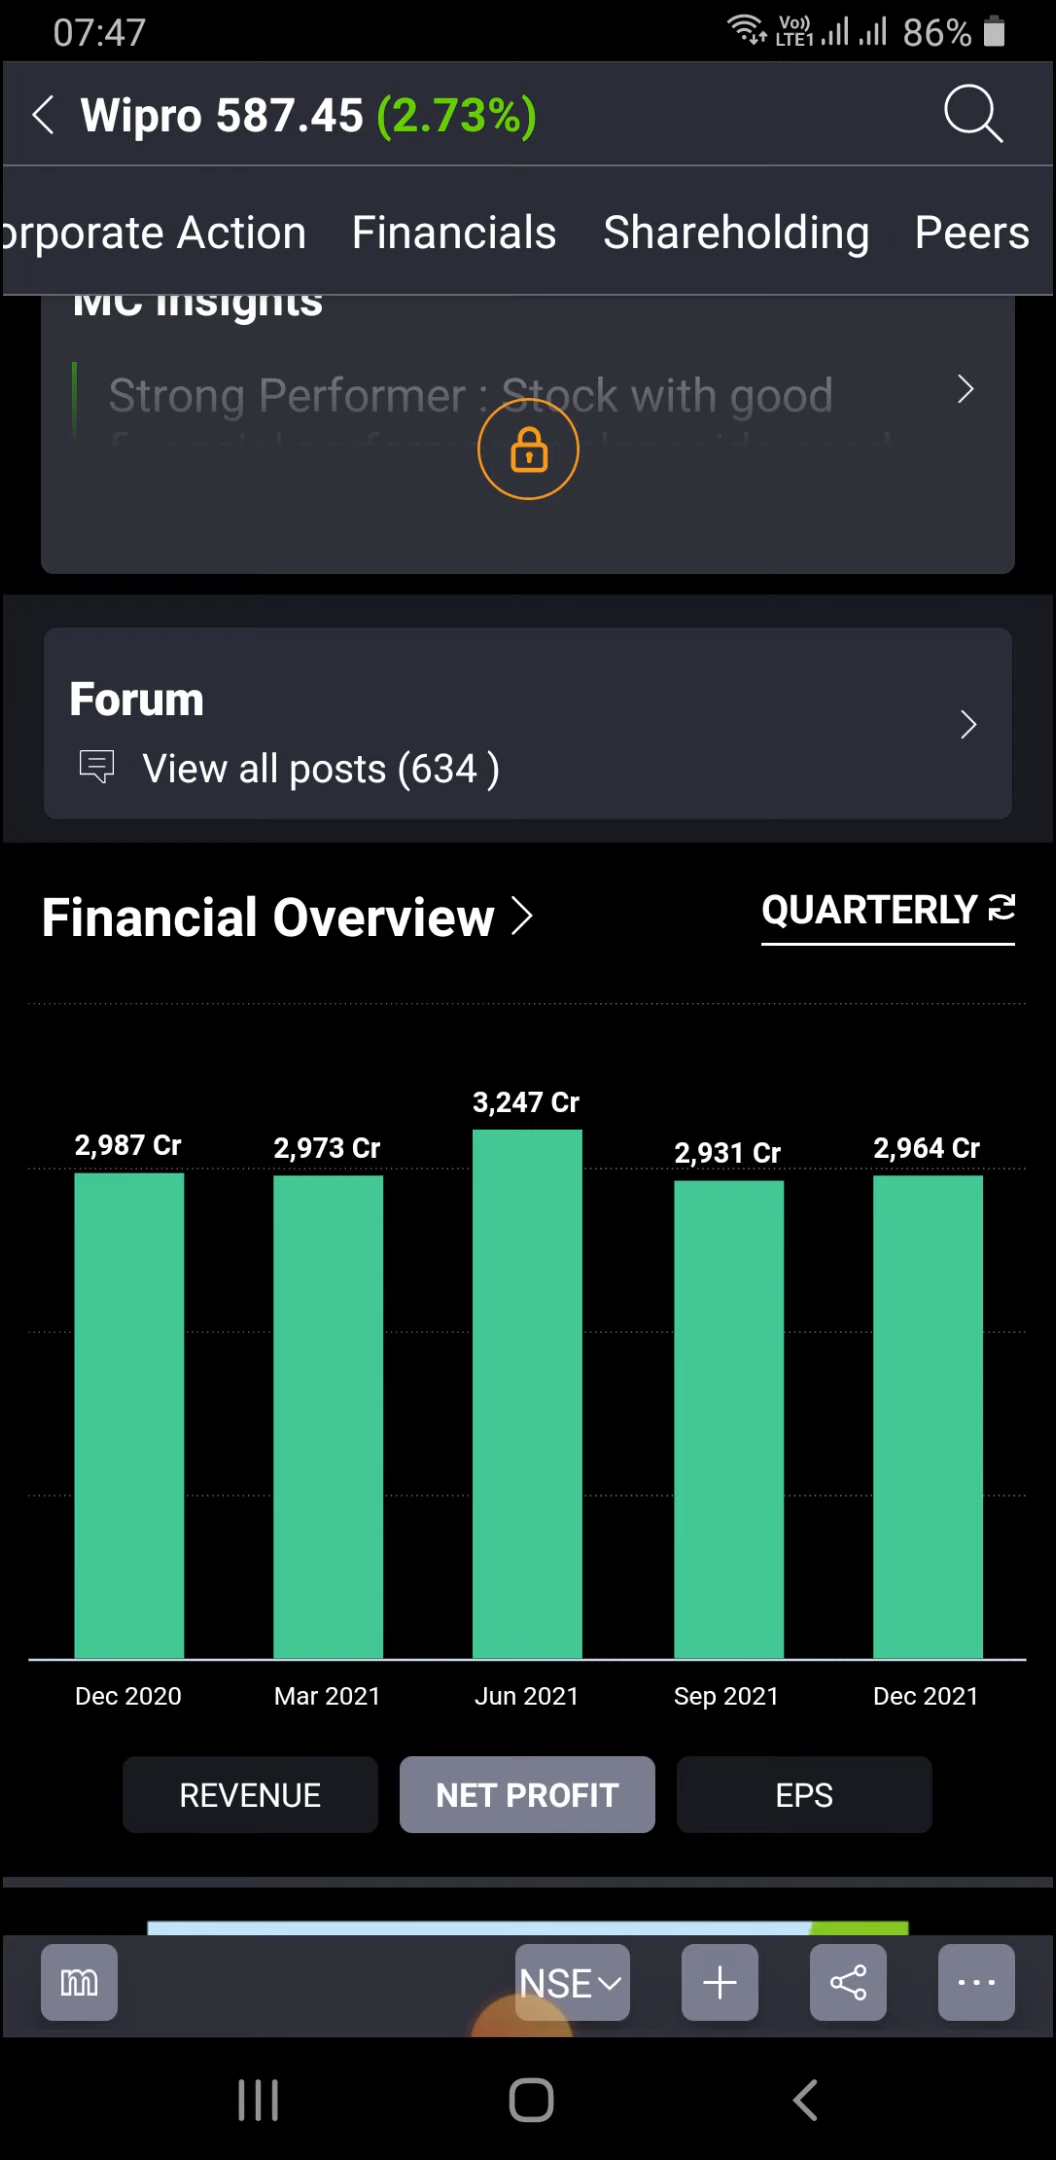 07:47
Vo)) LTE1
86%
Wipro 587.45 (2.73%)
orporate Action Financials Shareholding Peers
MC Insights
Strong Performer : Stock with good
Forum
View all posts (634 )
Financial Overview
QUARTERLY
3,247 Cr
2,987 Cr 2,973 Cr 2,931 Cr 2,964 Cr
Dec 2020 Mar 2021 Jun 2021 Sep 2021 Dec 2021
REVENUE NET PROFIT EPS
m NSE